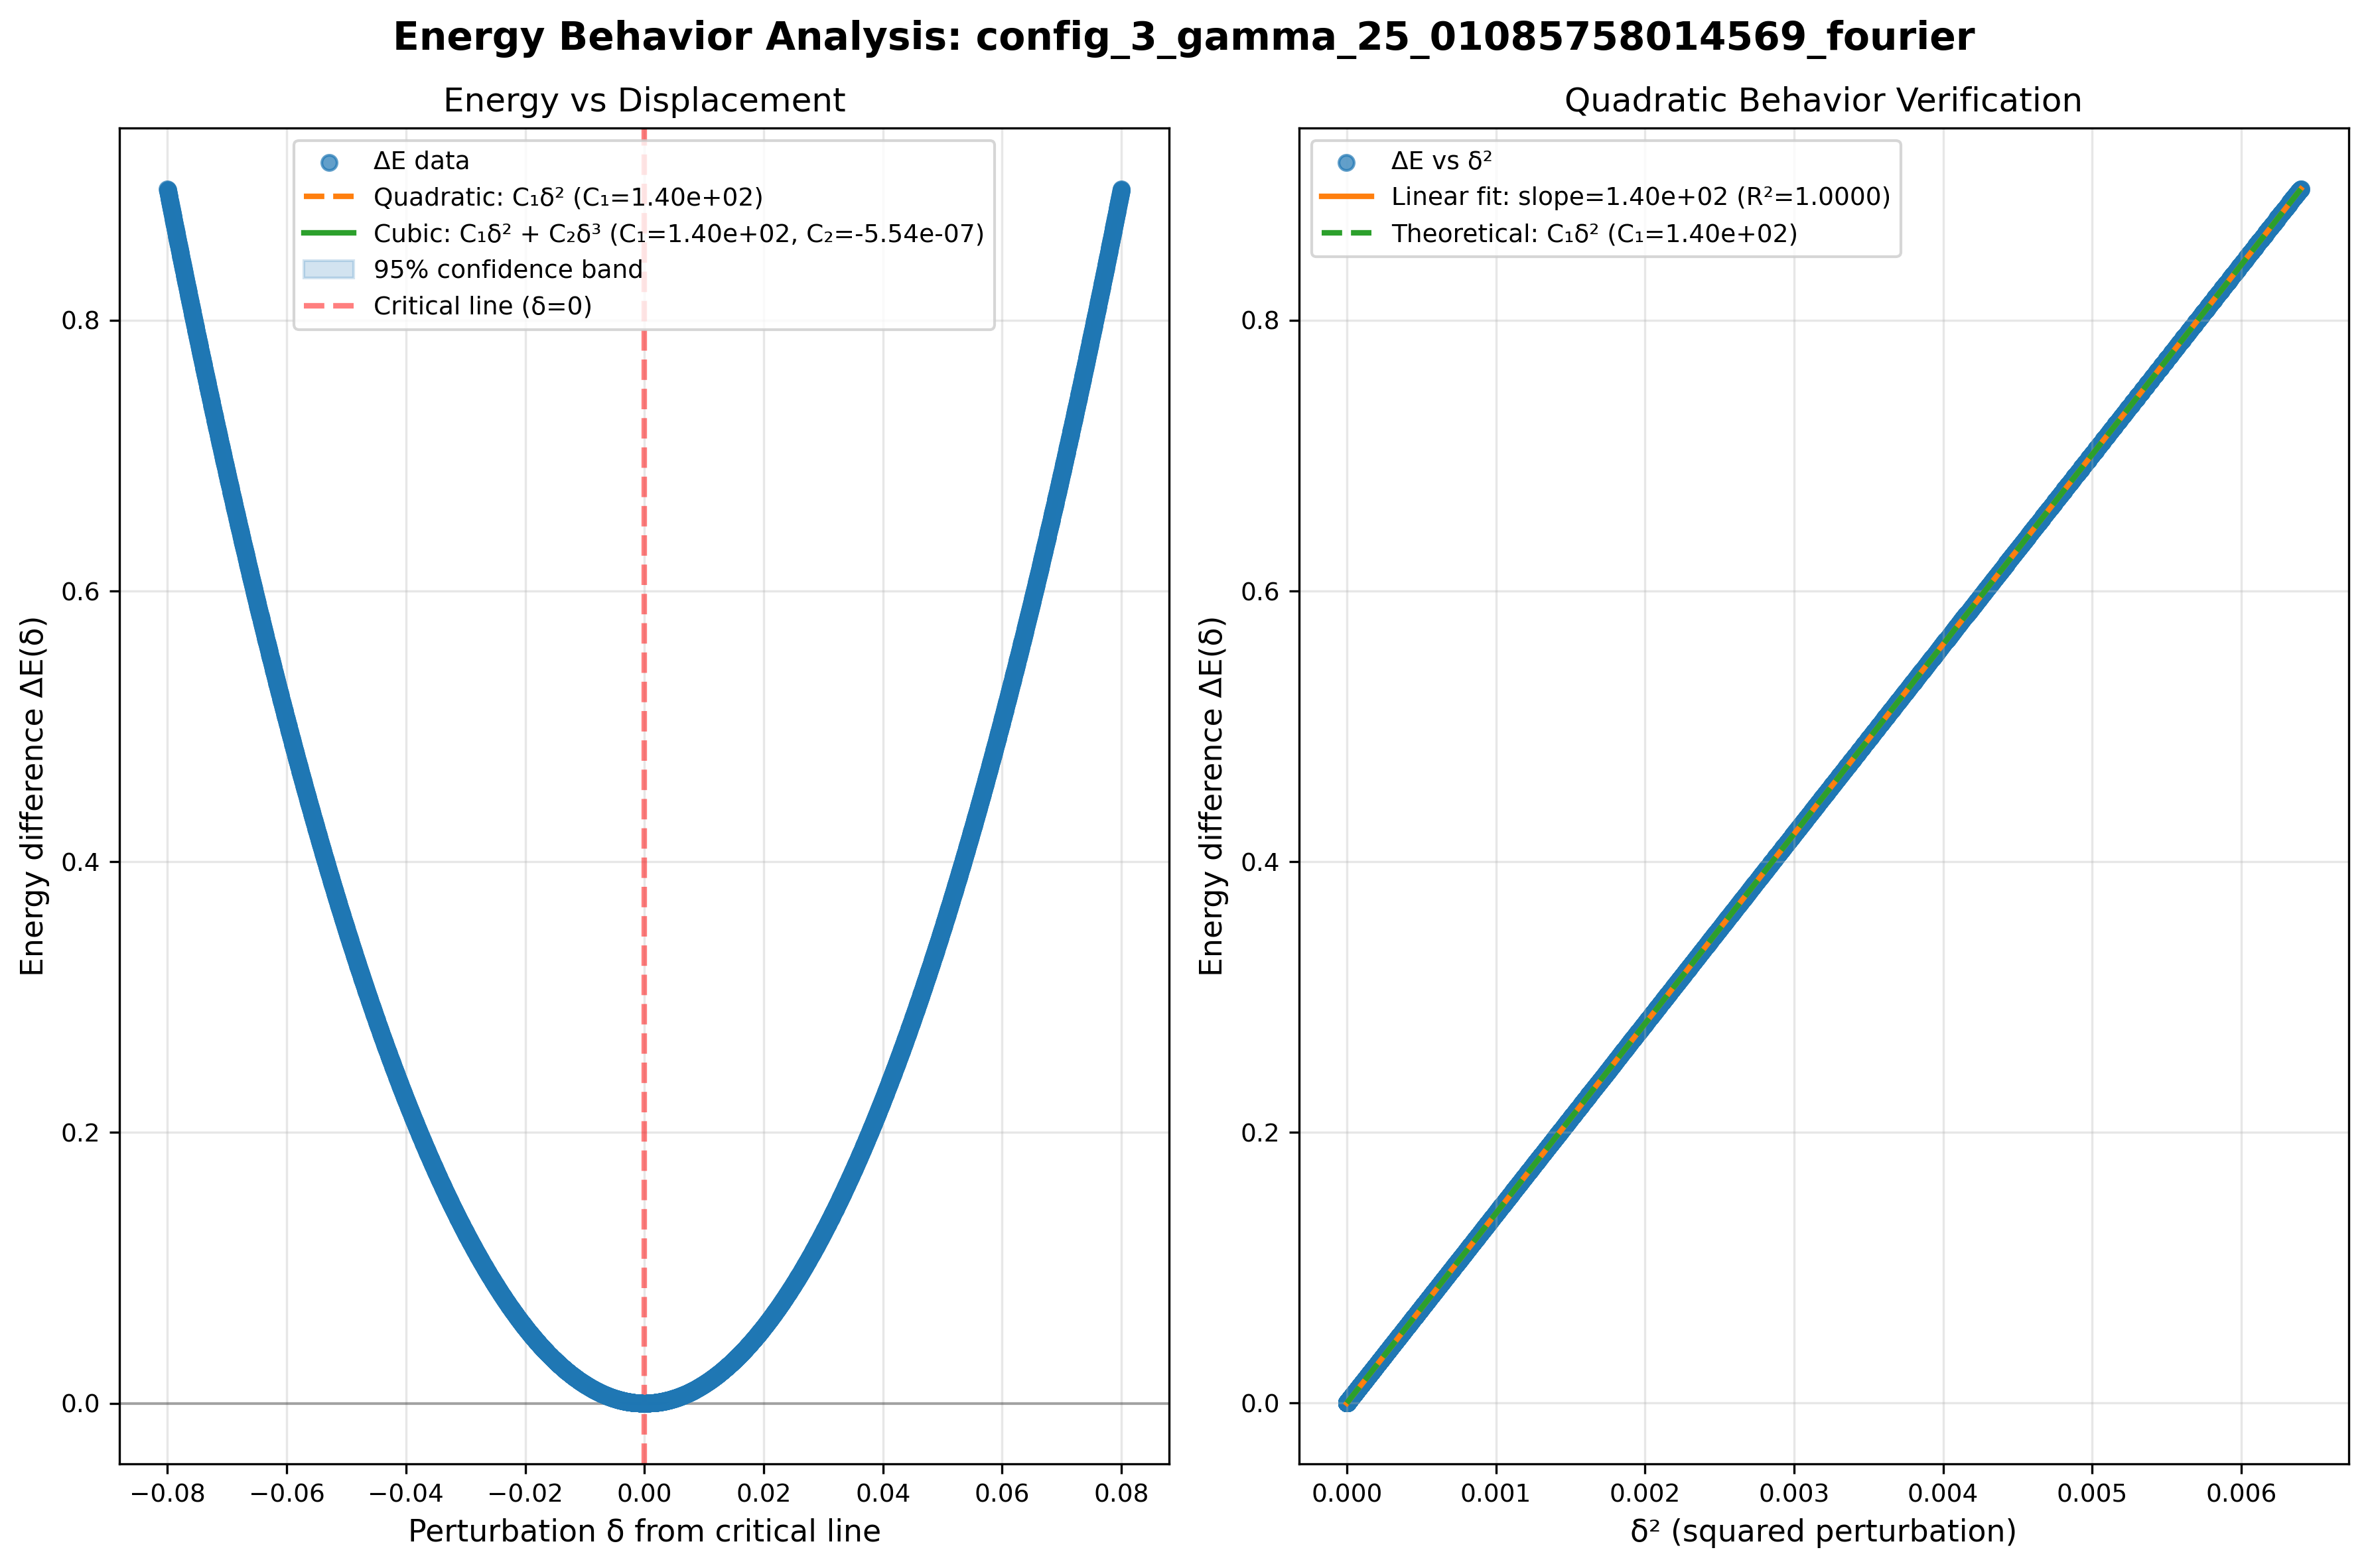 Energy Behavior Analysis: config_3_gamma_25_01085758014569_fourier
Energy vs Displacement
ΔE data
Quadratic: C₁δ² (C₁=1.40e+02)
Cubic: C₁δ² + C₂δ³ (C₁=1.40e+02, C₂=-5.54e-07)
95% confidence band
Critical line (δ=0)
Energy difference ΔE(δ)
0.8
0.6
0.4
0.2
0.0
−0.08 −0.06 −0.04 −0.02 0.00 0.02 0.04 0.06 0.08
Perturbation δ from critical line
Quadratic Behavior Verification
ΔE vs δ²
Linear fit: slope=1.40e+02 (R²=1.0000)
Theoretical: C₁δ² (C₁=1.40e+02)
Energy difference ΔE(δ)
0.8
0.6
0.4
0.2
0.0
0.000 0.001 0.002 0.003 0.004 0.005 0.006
δ² (squared perturbation)